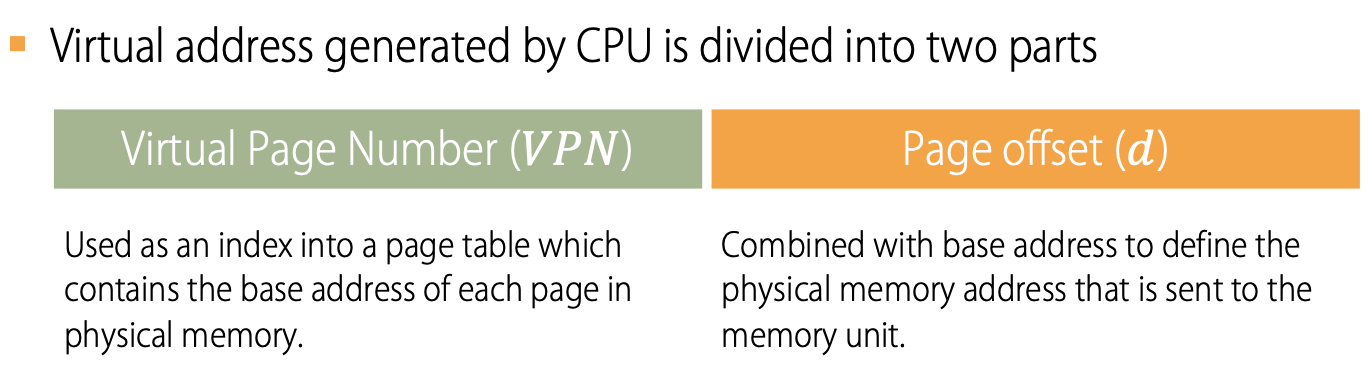 Virtual address generated by CPU is divided into two parts
Virtual Page Number (VPN)
Page offset (d)
Used as an index into a page table which
contains the base address of each page in
physical memory.
Combined with base address to define the
physical memory address that is sent to the
memory unit.